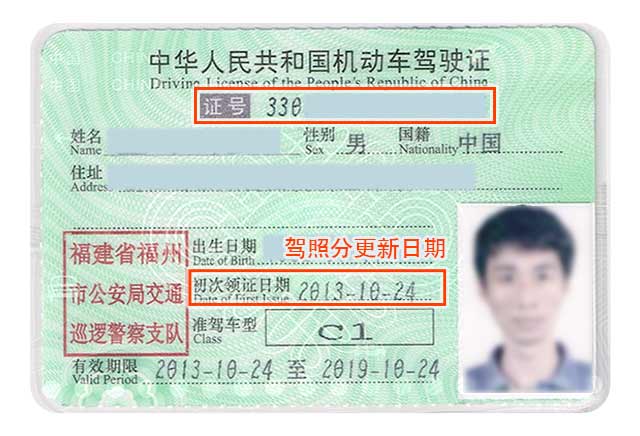 中华人民共和国机动车驾驶证
Driving License of the People's Republic of China
证号 330
姓名 Name 性别 Sex 男 国籍 Nationality 中国
住址 Address
出生日期 Date of Birth 驾照分更新日期
初次领证日期 Date of First Issue 2013-10-24
福建省福州
市公安局交通
巡逻警察支队
准驾车型 Class C1
有效期限 Valid Period 2013-10-24 至 2019-10-24